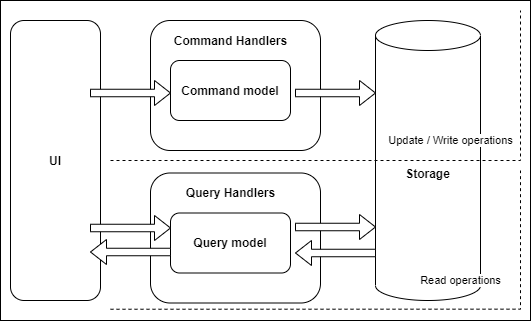 Command Handlers
Command model
UI
Update / Write operations
Storage
Query Handlers
Query model
Read operations